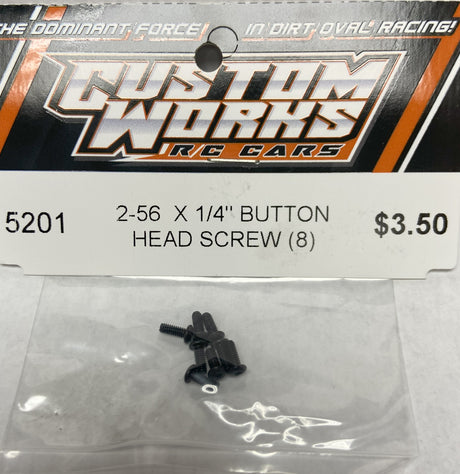 THE DOMINANT FORCE! IN DIRT OVAL RACING!
CUSTOM
WORKS
R/C CARS
5201 2-56 X 1/4" BUTTON $3.50
HEAD SCREW (8)